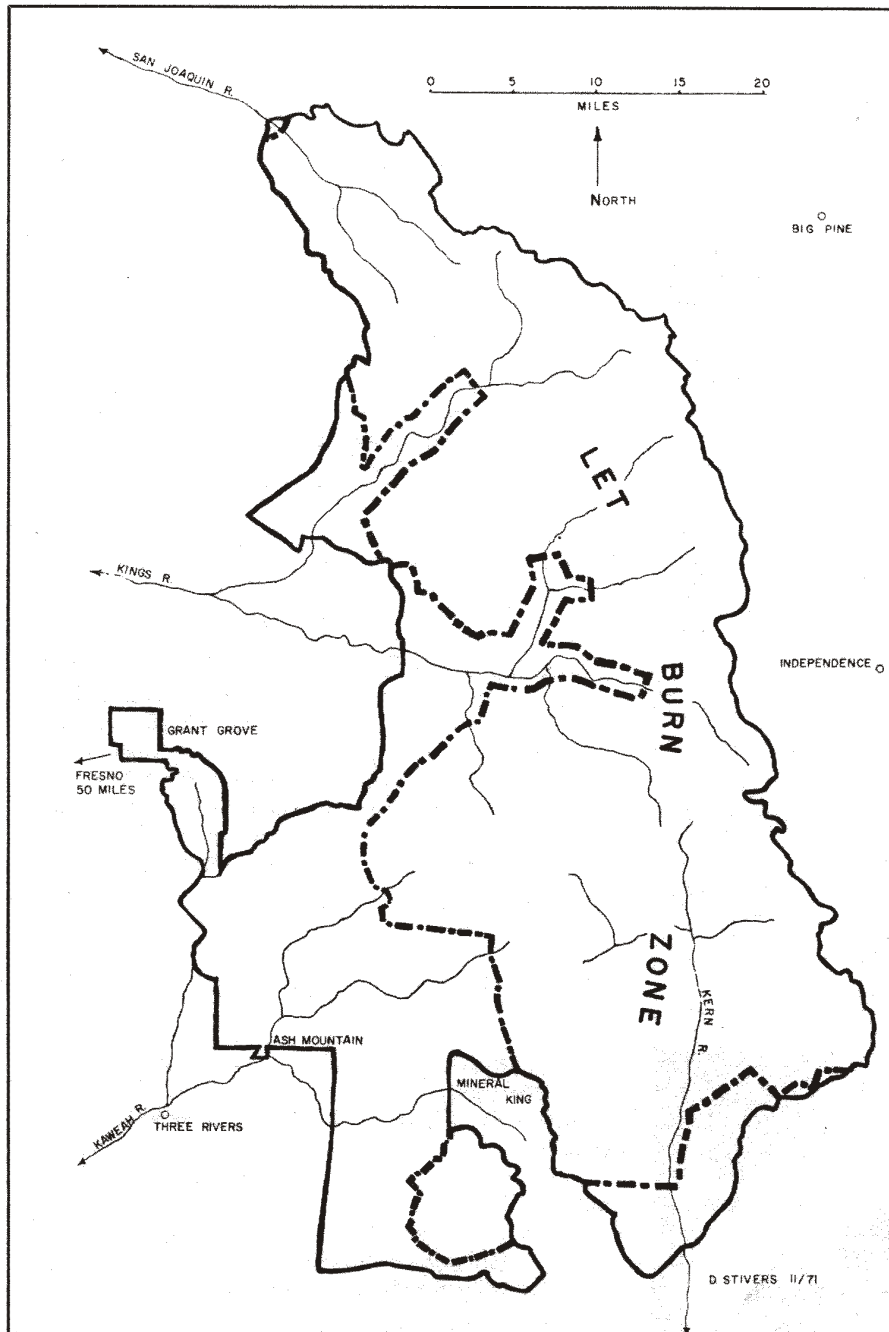 SAN JOAQUIN R.
0 5 10 15 20
MILES
NORTH
BIG PINE
LET
KINGS R.
INDEPENDENCE
BURN
GRANT GROVE
FRESNO
50 MILES
ZONE
KERN R.
ASH MOUNTAIN
MINERAL
KING
KAWEAH R.
THREE RIVERS
D. STIVERS 11/71